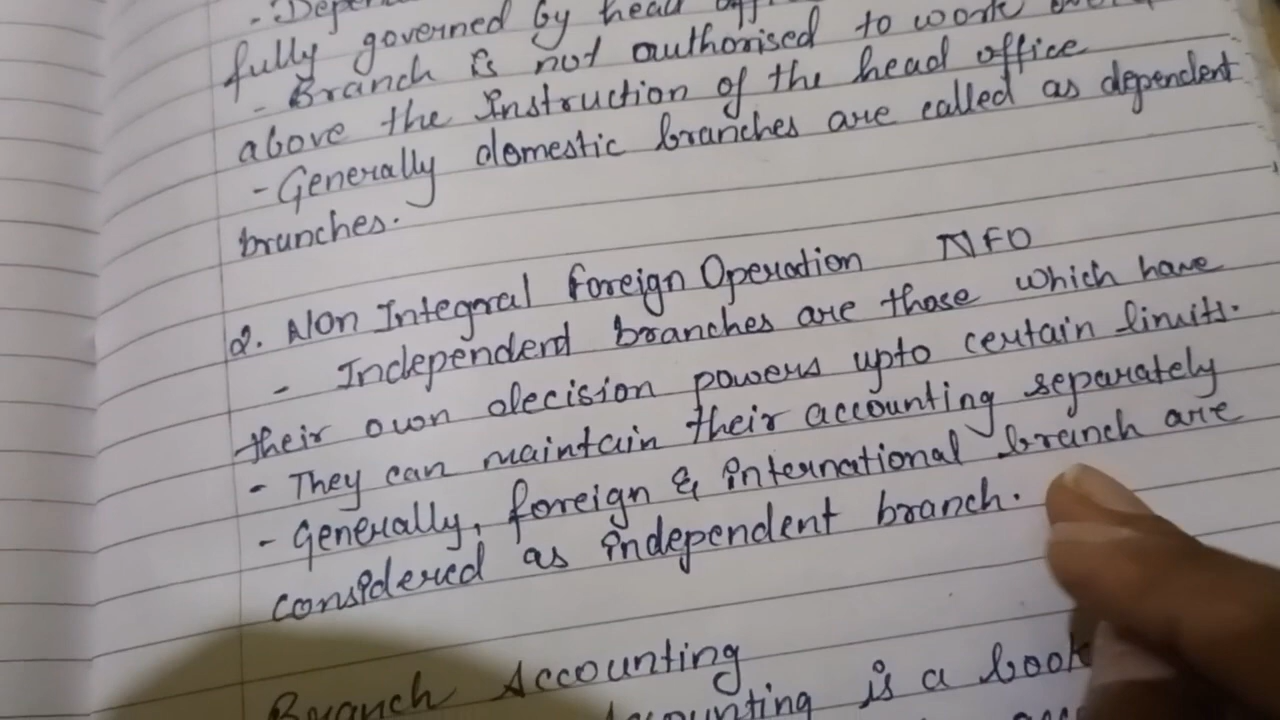 fully governed by head
- Branch is not authorised to work
above the Instruction of the head office
- Generally domestic branches are called as dependent
branches.
2. Non Integral Foreign Operation NFO
- Independent branches are those which have
their own decision powers upto certain limits.
- They can maintain their accounting separately
- Generally, foreign & international branch are
considered as independent branch.
Branch Accounting
is a book